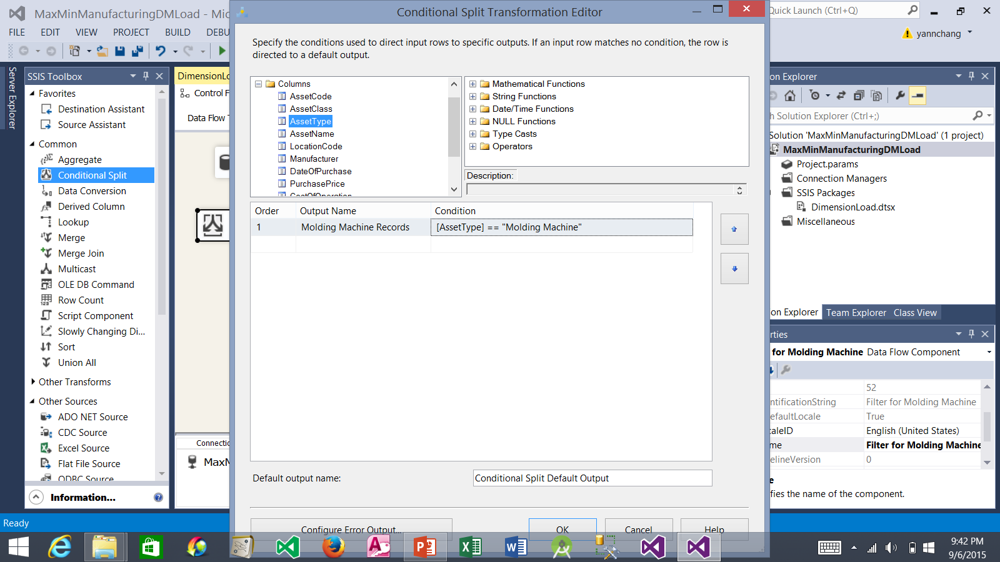 MaxMinManufacturingDMLoad - Mic
Conditional Split Transformation Editor
Quick Launch (Ctrl+Q)
FILE EDIT VIEW PROJECT BUILD DEBU
yannchang
Specify the conditions used to direct input rows to specific outputs. If an input row matches no condition, the row is
directed to a default output.
Server Explorer
SSIS Toolbox
Favorites
Destination Assistant
Source Assistant
Common
Aggregate
Conditional Split
Data Conversion
Derived Column
Lookup
Merge
Merge Join
Multicast
OLE DB Command
Row Count
Script Component
Slowly Changing Di...
Sort
Union All
Other Transforms
Other Sources
ADO NET Source
CDC Source
Excel Source
Flat File Source
ODBC Source
Information...
DimensionLo
Control F
Data Flow T
Connectio
MaxM
Columns
AssetCode
AssetClass
AssetType
AssetName
LocationCode
Manufacturer
DateOfPurchase
PurchasePrice
CostOfOperation
Mathematical Functions
String Functions
Date/Time Functions
NULL Functions
Type Casts
Operators
Description:
Order Output Name Condition
1 Molding Machine Records [AssetType] == "Molding Machine"
Default output name: Conditional Split Default Output
Configure Error Output... OK Cancel Help
on Explorer
h Solution Explorer (Ctrl+;)
Solution 'MaxMinManufacturingDMLoad' (1 project)
MaxMinManufacturingDMLoad
Project.params
Connection Managers
SSIS Packages
DimensionLoad.dtsx
Miscellaneous
on Explorer Team Explorer Class View
rties
for Molding Machine Data Flow Component
52
ntificationString Filter for Molding Machine
efaultLocale True
caleID English (United States)
me Filter for Molding Machine
elineVersion 0
e
fies the name of the component.
Ready
9:42 PM
9/6/2015